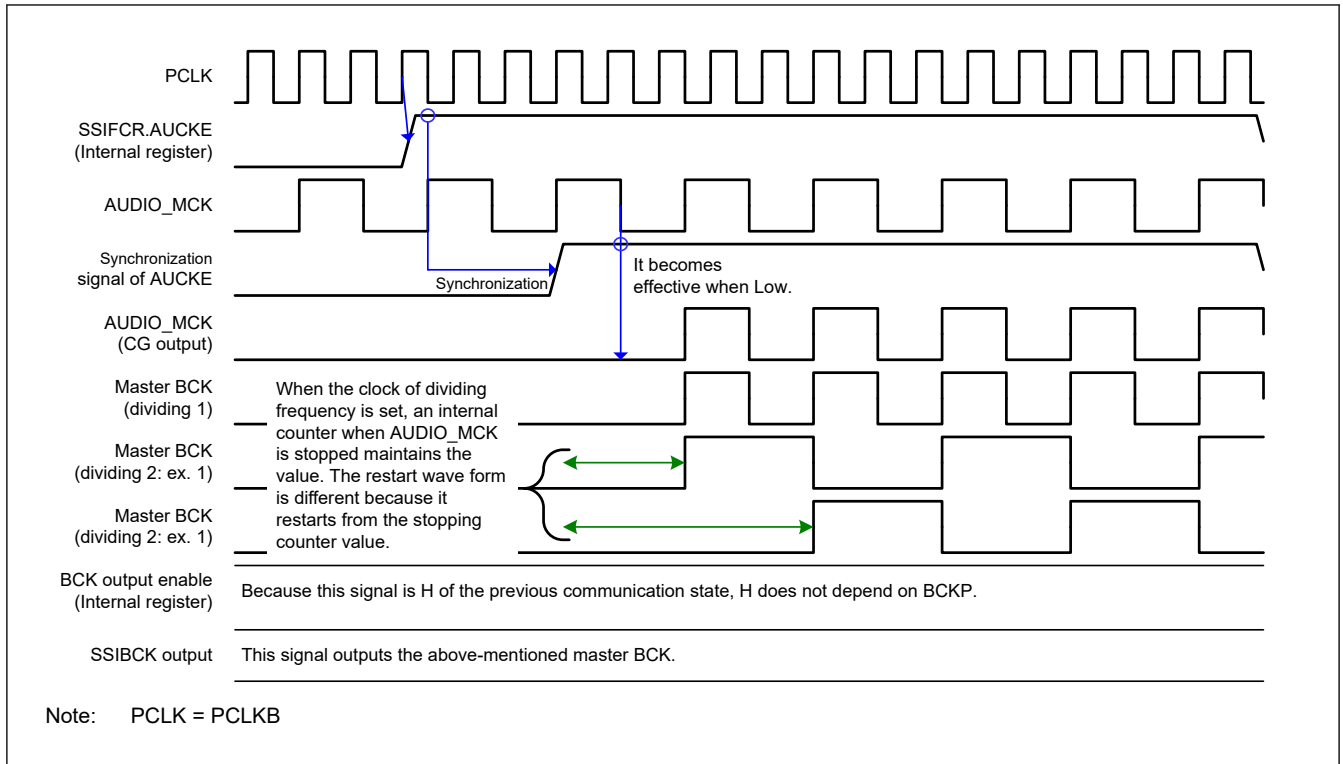 PCLK
SSIFCR.AUCKE
(Internal register)
AUDIO_MCK
Synchronization
signal of AUCKE
Synchronization
It becomes
effective when Low.
AUDIO_MCK
(CG output)
Master BCK
(dividing 1)
Master BCK
(dividing 2: ex. 1)
Master BCK
(dividing 2: ex. 1)
When the clock of dividing
frequency is set, an internal
counter when AUDIO_MCK
is stopped maintains the
value. The restart wave form
is different because it
restarts from the stopping
counter value.
BCK output enable
(Internal register)
Because this signal is H of the previous communication state, H does not depend on BCKP.
SSIBCK output
This signal outputs the above-mentioned master BCK.
Note: PCLK = PCLKB